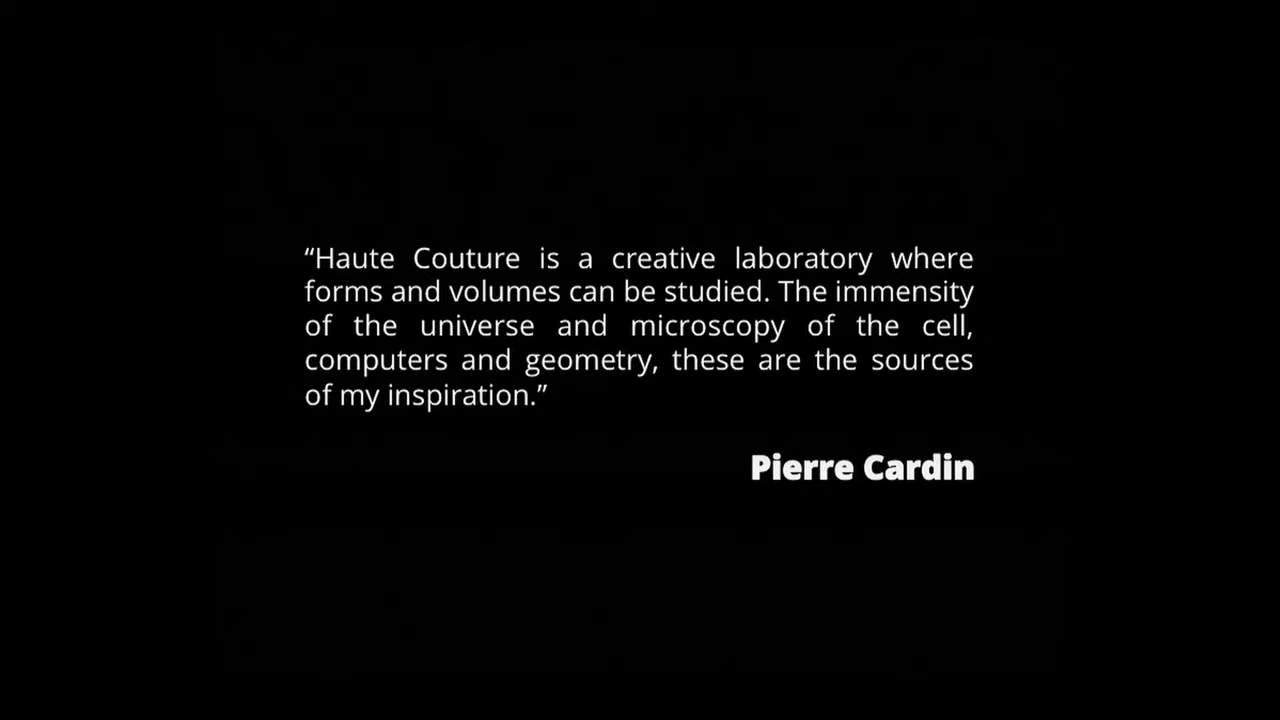 “Haute Couture is a creative laboratory where
forms and volumes can be studied. The immensity
of the universe and microscopy of the cell,
computers and geometry, these are the sources
of my inspiration.”
Pierre Cardin